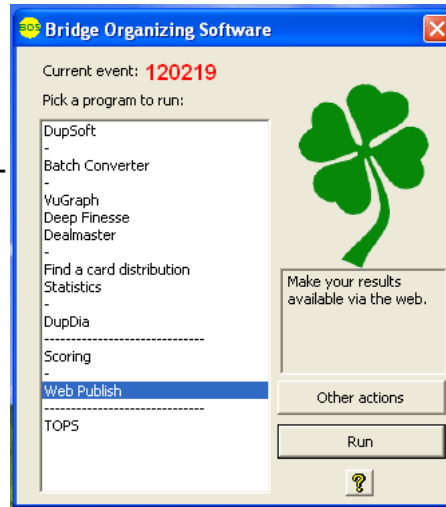 BOS Bridge Organizing Software
Current event: 120219
Pick a program to run:
DupSoft
-
Batch Converter
-
VuGraph
Deep Finesse
Dealmaster
-
Find a card distribution
Statistics
-
DupDia
------------------------------
Scoring
-
Web Publish
------------------------------
TOPS
Make your results
available via the web.
Other actions
Run
?